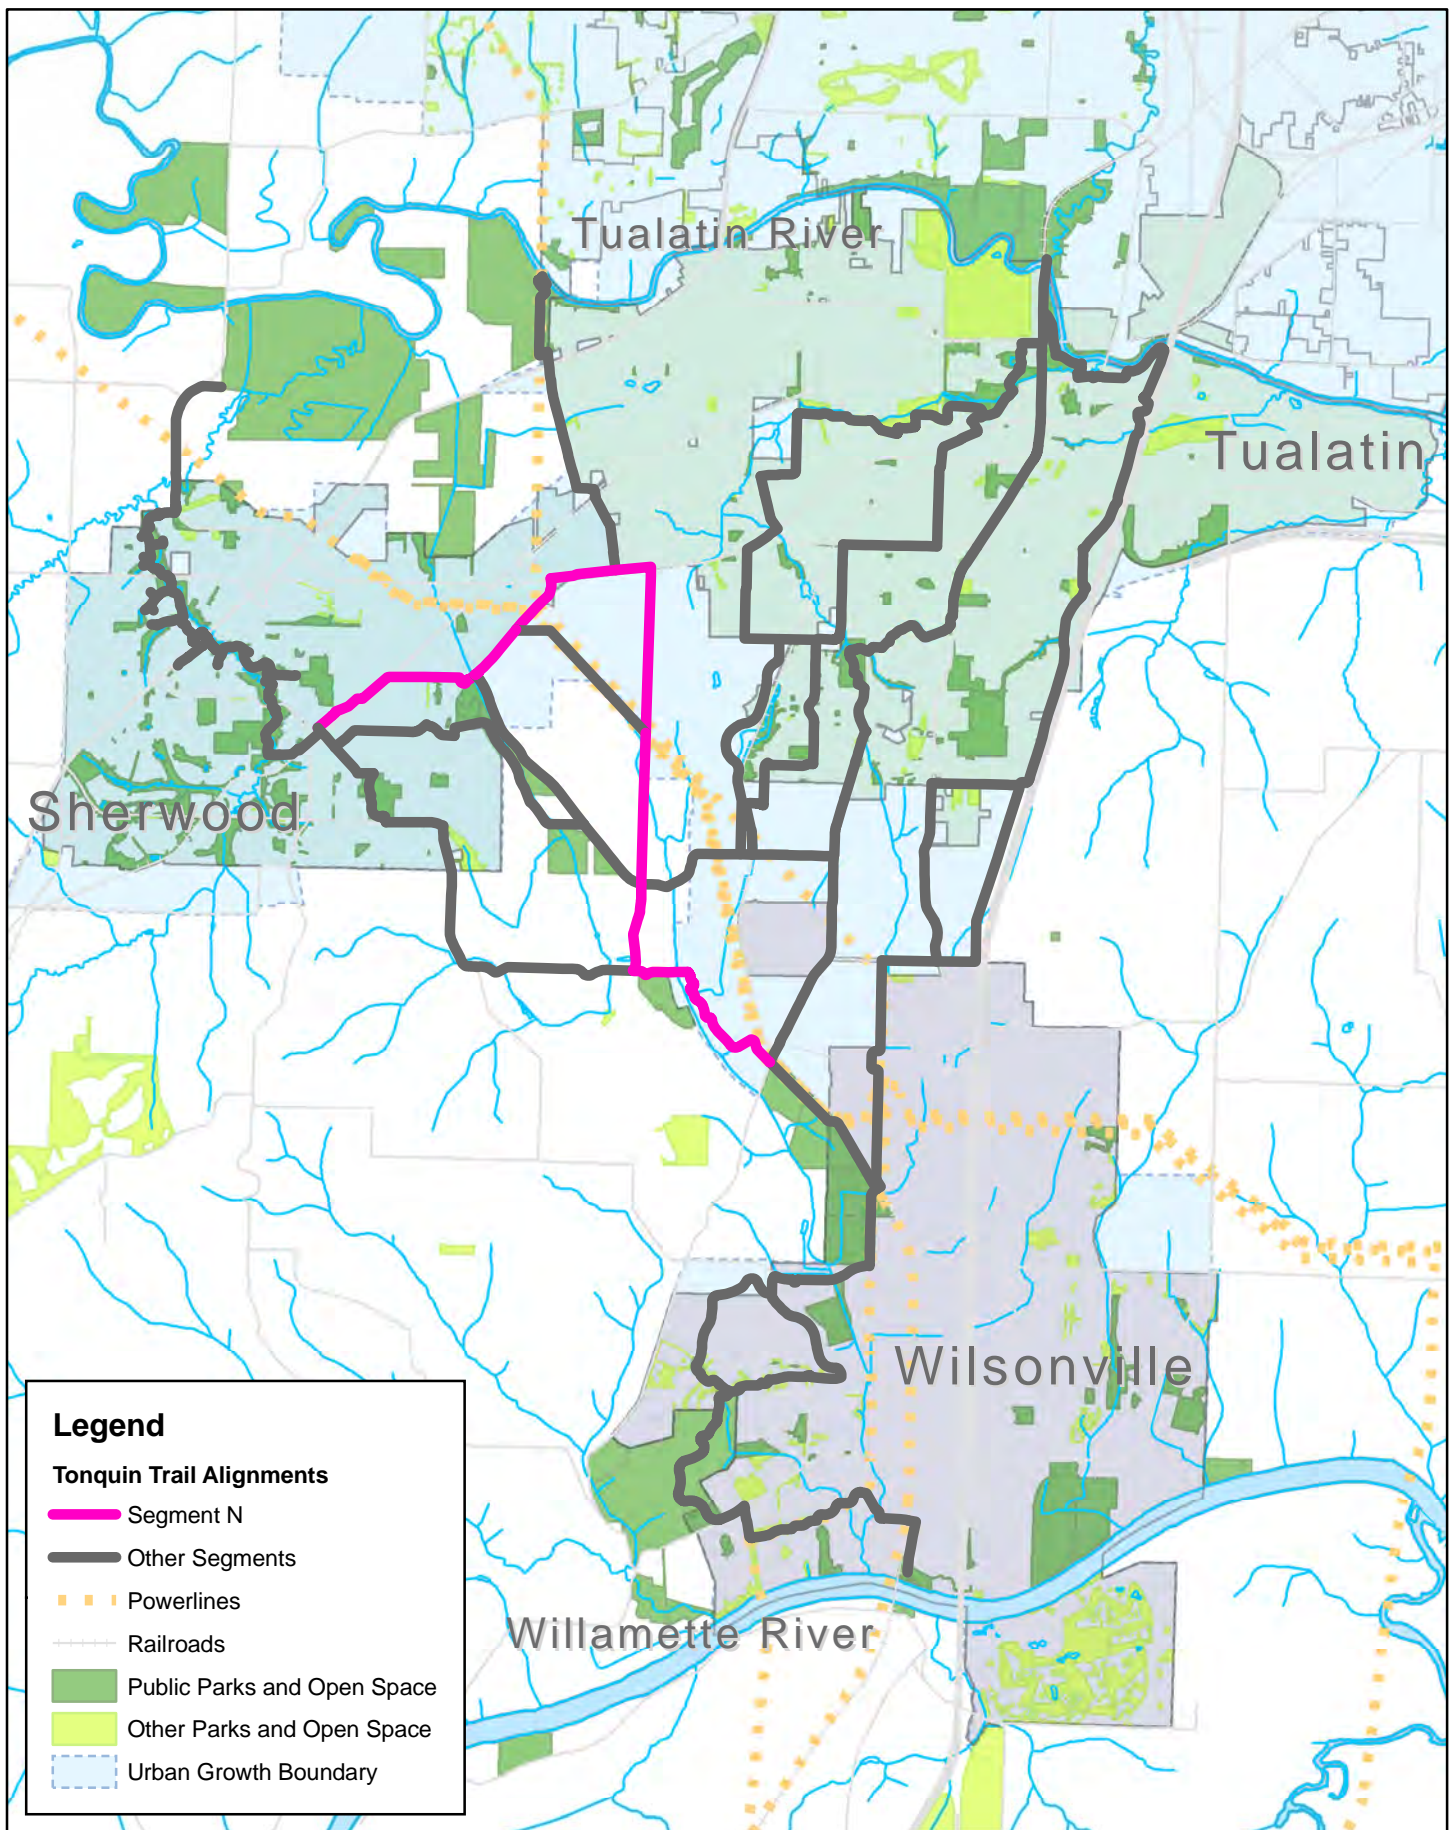 Tualatin River
Tualatin
Sherwood
Wilsonville
Willamette River
Legend
Tonquin Trail Alignments
Segment N
Other Segments
Powerlines
Railroads
Public Parks and Open Space
Other Parks and Open Space
Urban Growth Boundary